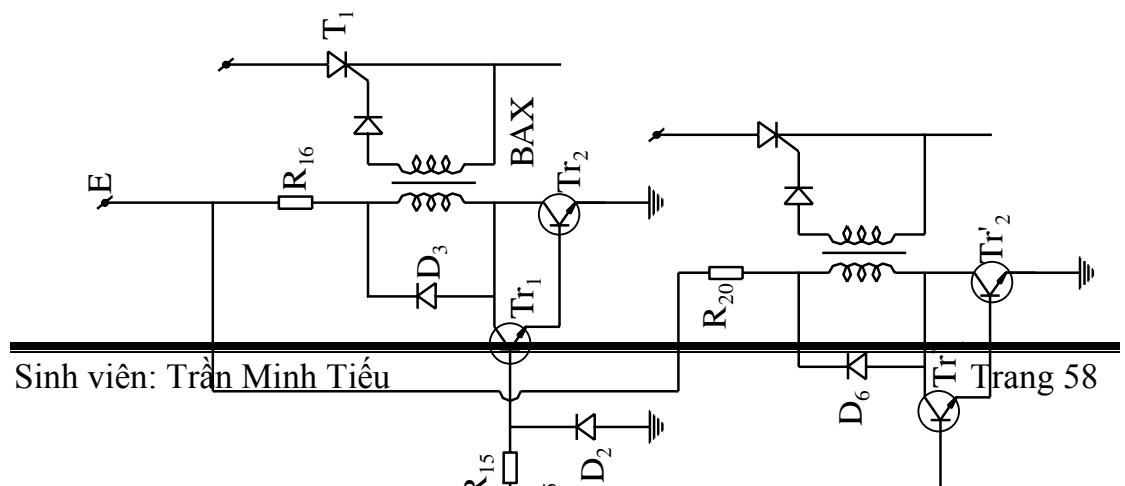 T1
BAX
R16
E
Tr2
D3
Tr1
Tr'2
R20
Sinh viên: Trần Minh Tiếu
Trang 58
D6
D2
R15